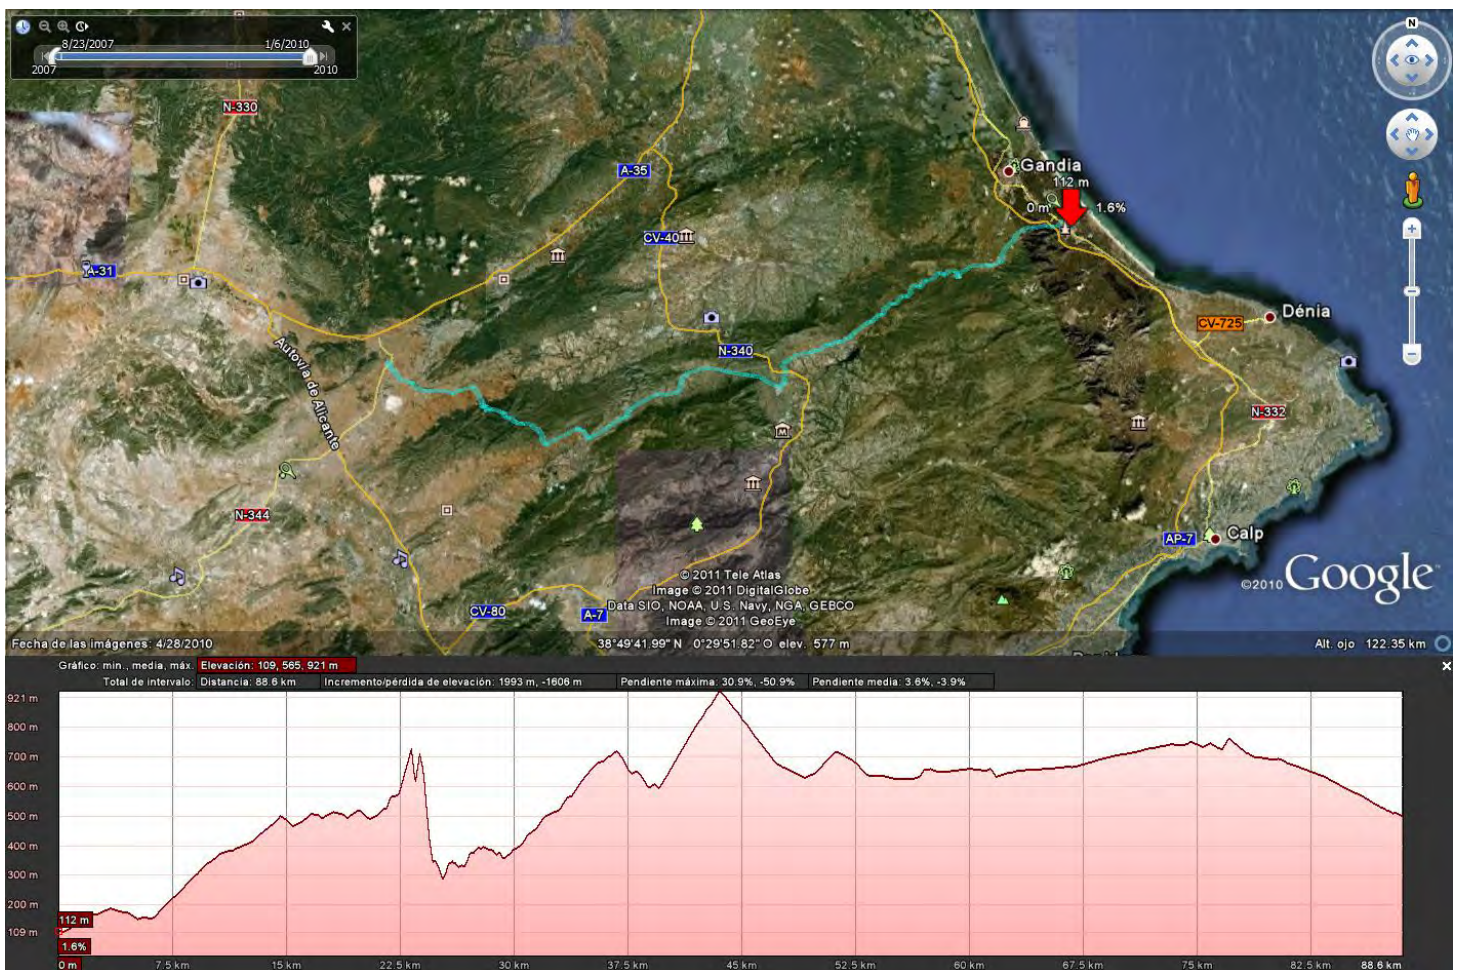 8/23/2007 1/6/2010
2007 2010
N
N-330
A-35
Gandia
112 m
0 m 1.6%
CV-40
A-31
Dénia
CV-725
N-340
Autovía de Alicante
N-332
N-344
AP-7
Calp
©2010 Google
© 2011 Tele Atlas
Image © 2011 DigitalGlobe
Data SIO, NOAA, U.S. Navy, NGA, GEBCO
Image © 2011 GeoEye
CV-80
A-7
Fecha de las imágenes: 4/28/2010 38°49'41.99" N 0°29'51.82" O elev. 577 m Alt. ojo 122.35 km
Gráfico: min., media, máx. Elevación: 109, 565, 921 m
Total de intervalo: Distancia: 88.6 km Incremento/pérdida de elevación: 1993 m, -1606 m Pendiente máxima: 30.9%, -50.9% Pendiente media: 3.6%, -3.9%
921 m
800 m
700 m
600 m
500 m
400 m
300 m
200 m
112 m
109 m
1.6%
0 m 7.5 km 15 km 22.5 km 30 km 37.5 km 45 km 52.5 km 60 km 67.5 km 75 km 82.5 km 88.6 km